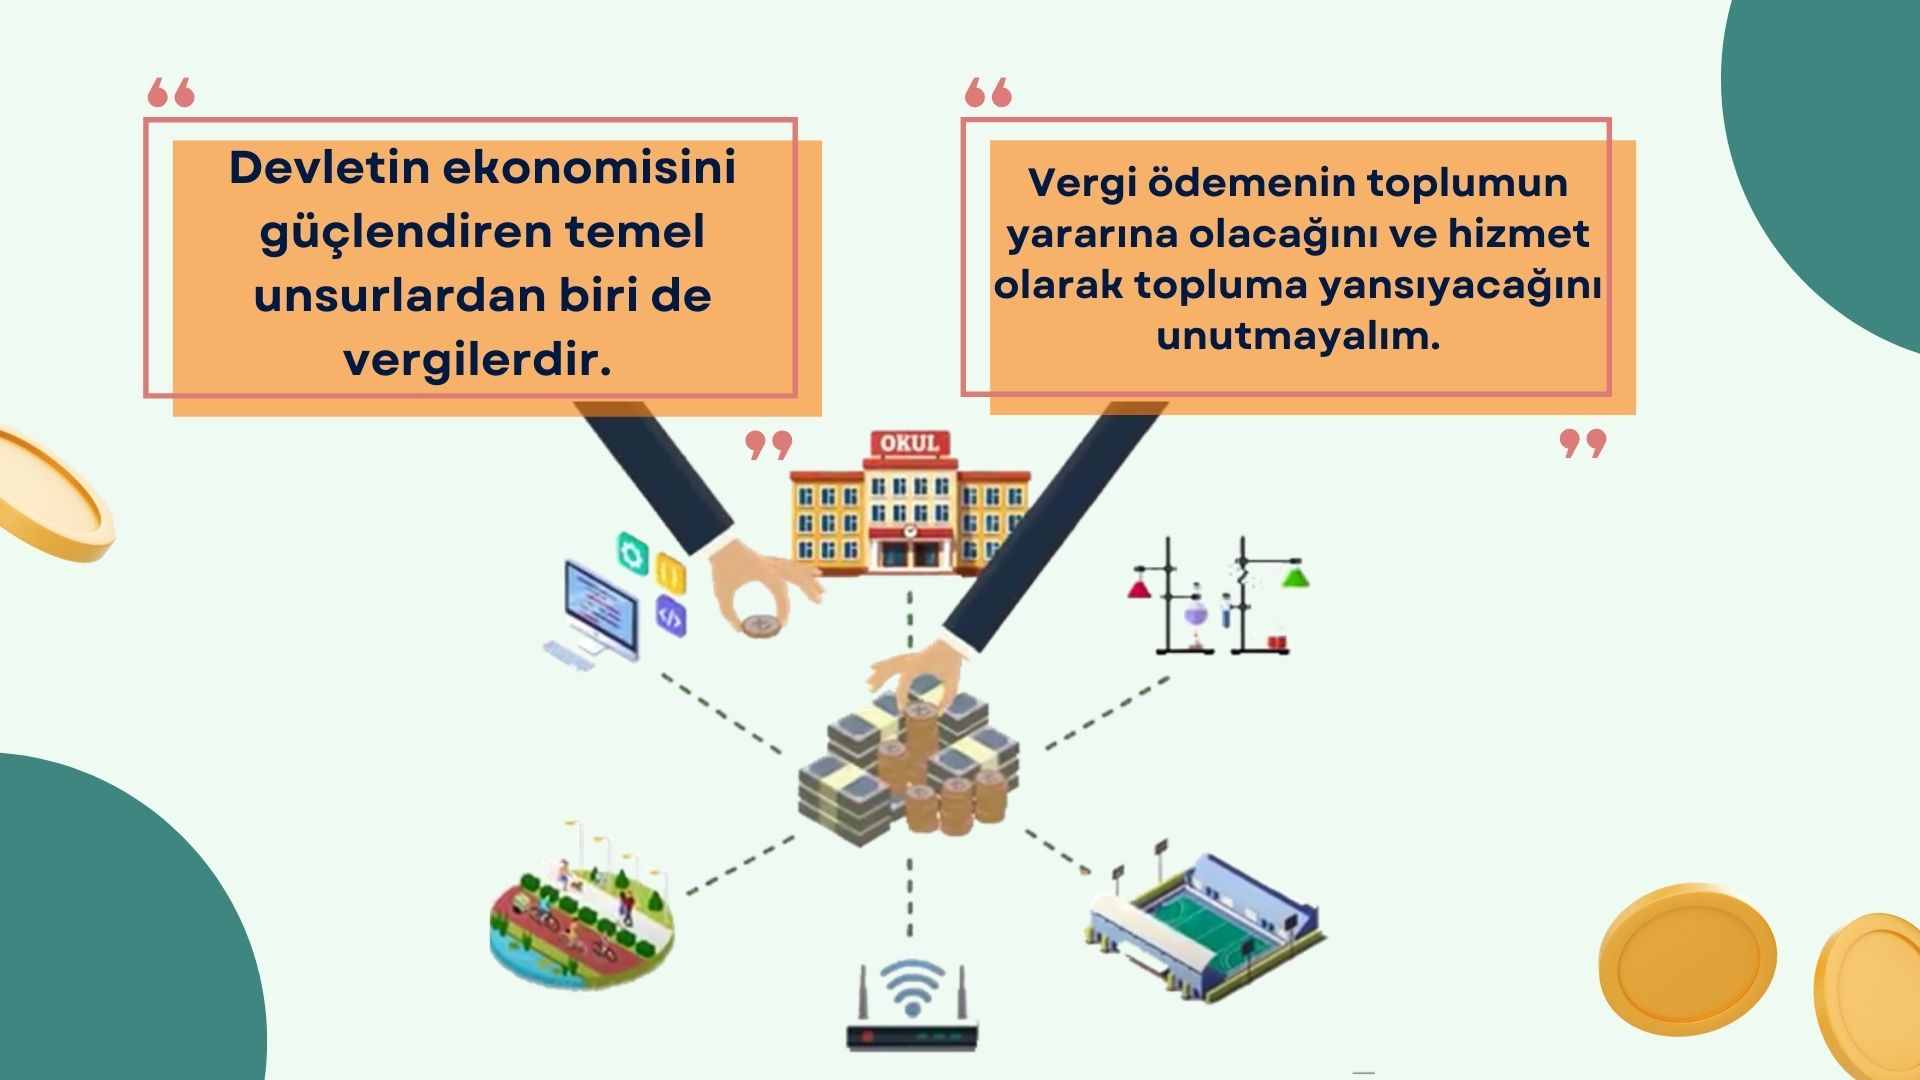 Devletin ekonomisini
güçlendiren temel
unsurlardan biri de
vergilerdir.
Vergi ödemenin toplumun
yararına olacağını ve hizmet
olarak topluma yansıyacağını
unutmayalım.
OKUL